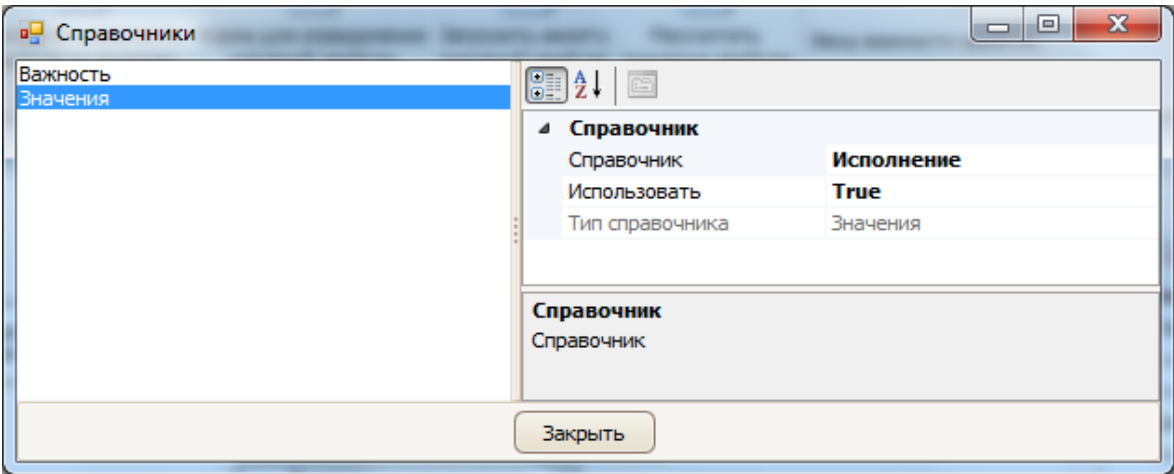 Справочники
Важность
Значения
Справочник
Справочник Исполнение
Использовать True
Тип справочника Значения
Справочник
Справочник
Закрыть